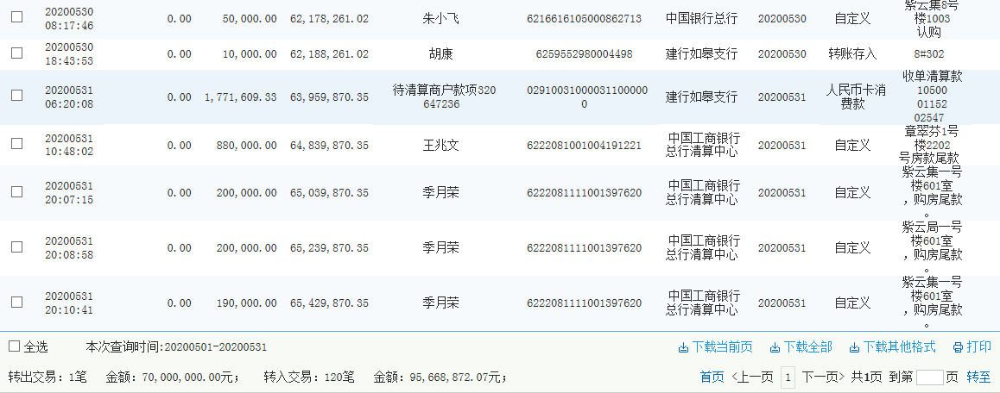 紫云集8号
20200530 0.00 50,000.00 62,178,261.02 朱小飞 6216616105000862713 中国银行总行 20200530 自定义 楼1003
08:17:46 认购
20200530 0.00 10,000.00 62,188,261.02 胡康 6259552980004498 建行如皋支行 20200530 转账存入 8#302
18:43:53
收单清算款
20200531 0.00 1,771,609.33 63,959,870.35 待清算商户款项320 02910031000031100000 建行如皋支行 20200531 人民币卡消 10500
06:20:08 647236 0 费款 01152
02547
章翠芬1号
20200531 0.00 880,000.00 64,839,870.35 王兆文 6222081001004191221 中国工商银行 20200531 自定义 楼2202
10:48:02 总行清算中心 号房款尾款
紫云集一号
20200531 0.00 200,000.00 65,039,870.35 季月荣 6222081111001397620 中国工商银行 20200531 自定义 楼601室
20:07:15 总行清算中心 ，购房尾款
。
紫云局一号
20200531 0.00 200,000.00 65,239,870.35 季月荣 6222081111001397620 中国工商银行 20200531 自定义 楼601室
20:08:58 总行清算中心 ，购房尾款
。
紫云集一号
20200531 0.00 190,000.00 65,429,870.35 季月荣 6222081111001397620 中国工商银行 20200531 自定义 楼601室
20:10:41 总行清算中心 ，购房尾款
。
全选 本次查询时间:20200501-20200531 下载当前页 下载全部 下载其他格式 打印
转出交易：1笔 金额：70,000,000.00元； 转入交易：120笔 金额：95,668,872.07元； 首页 <上一页 1 下一页> 共1页 到第 页 转至